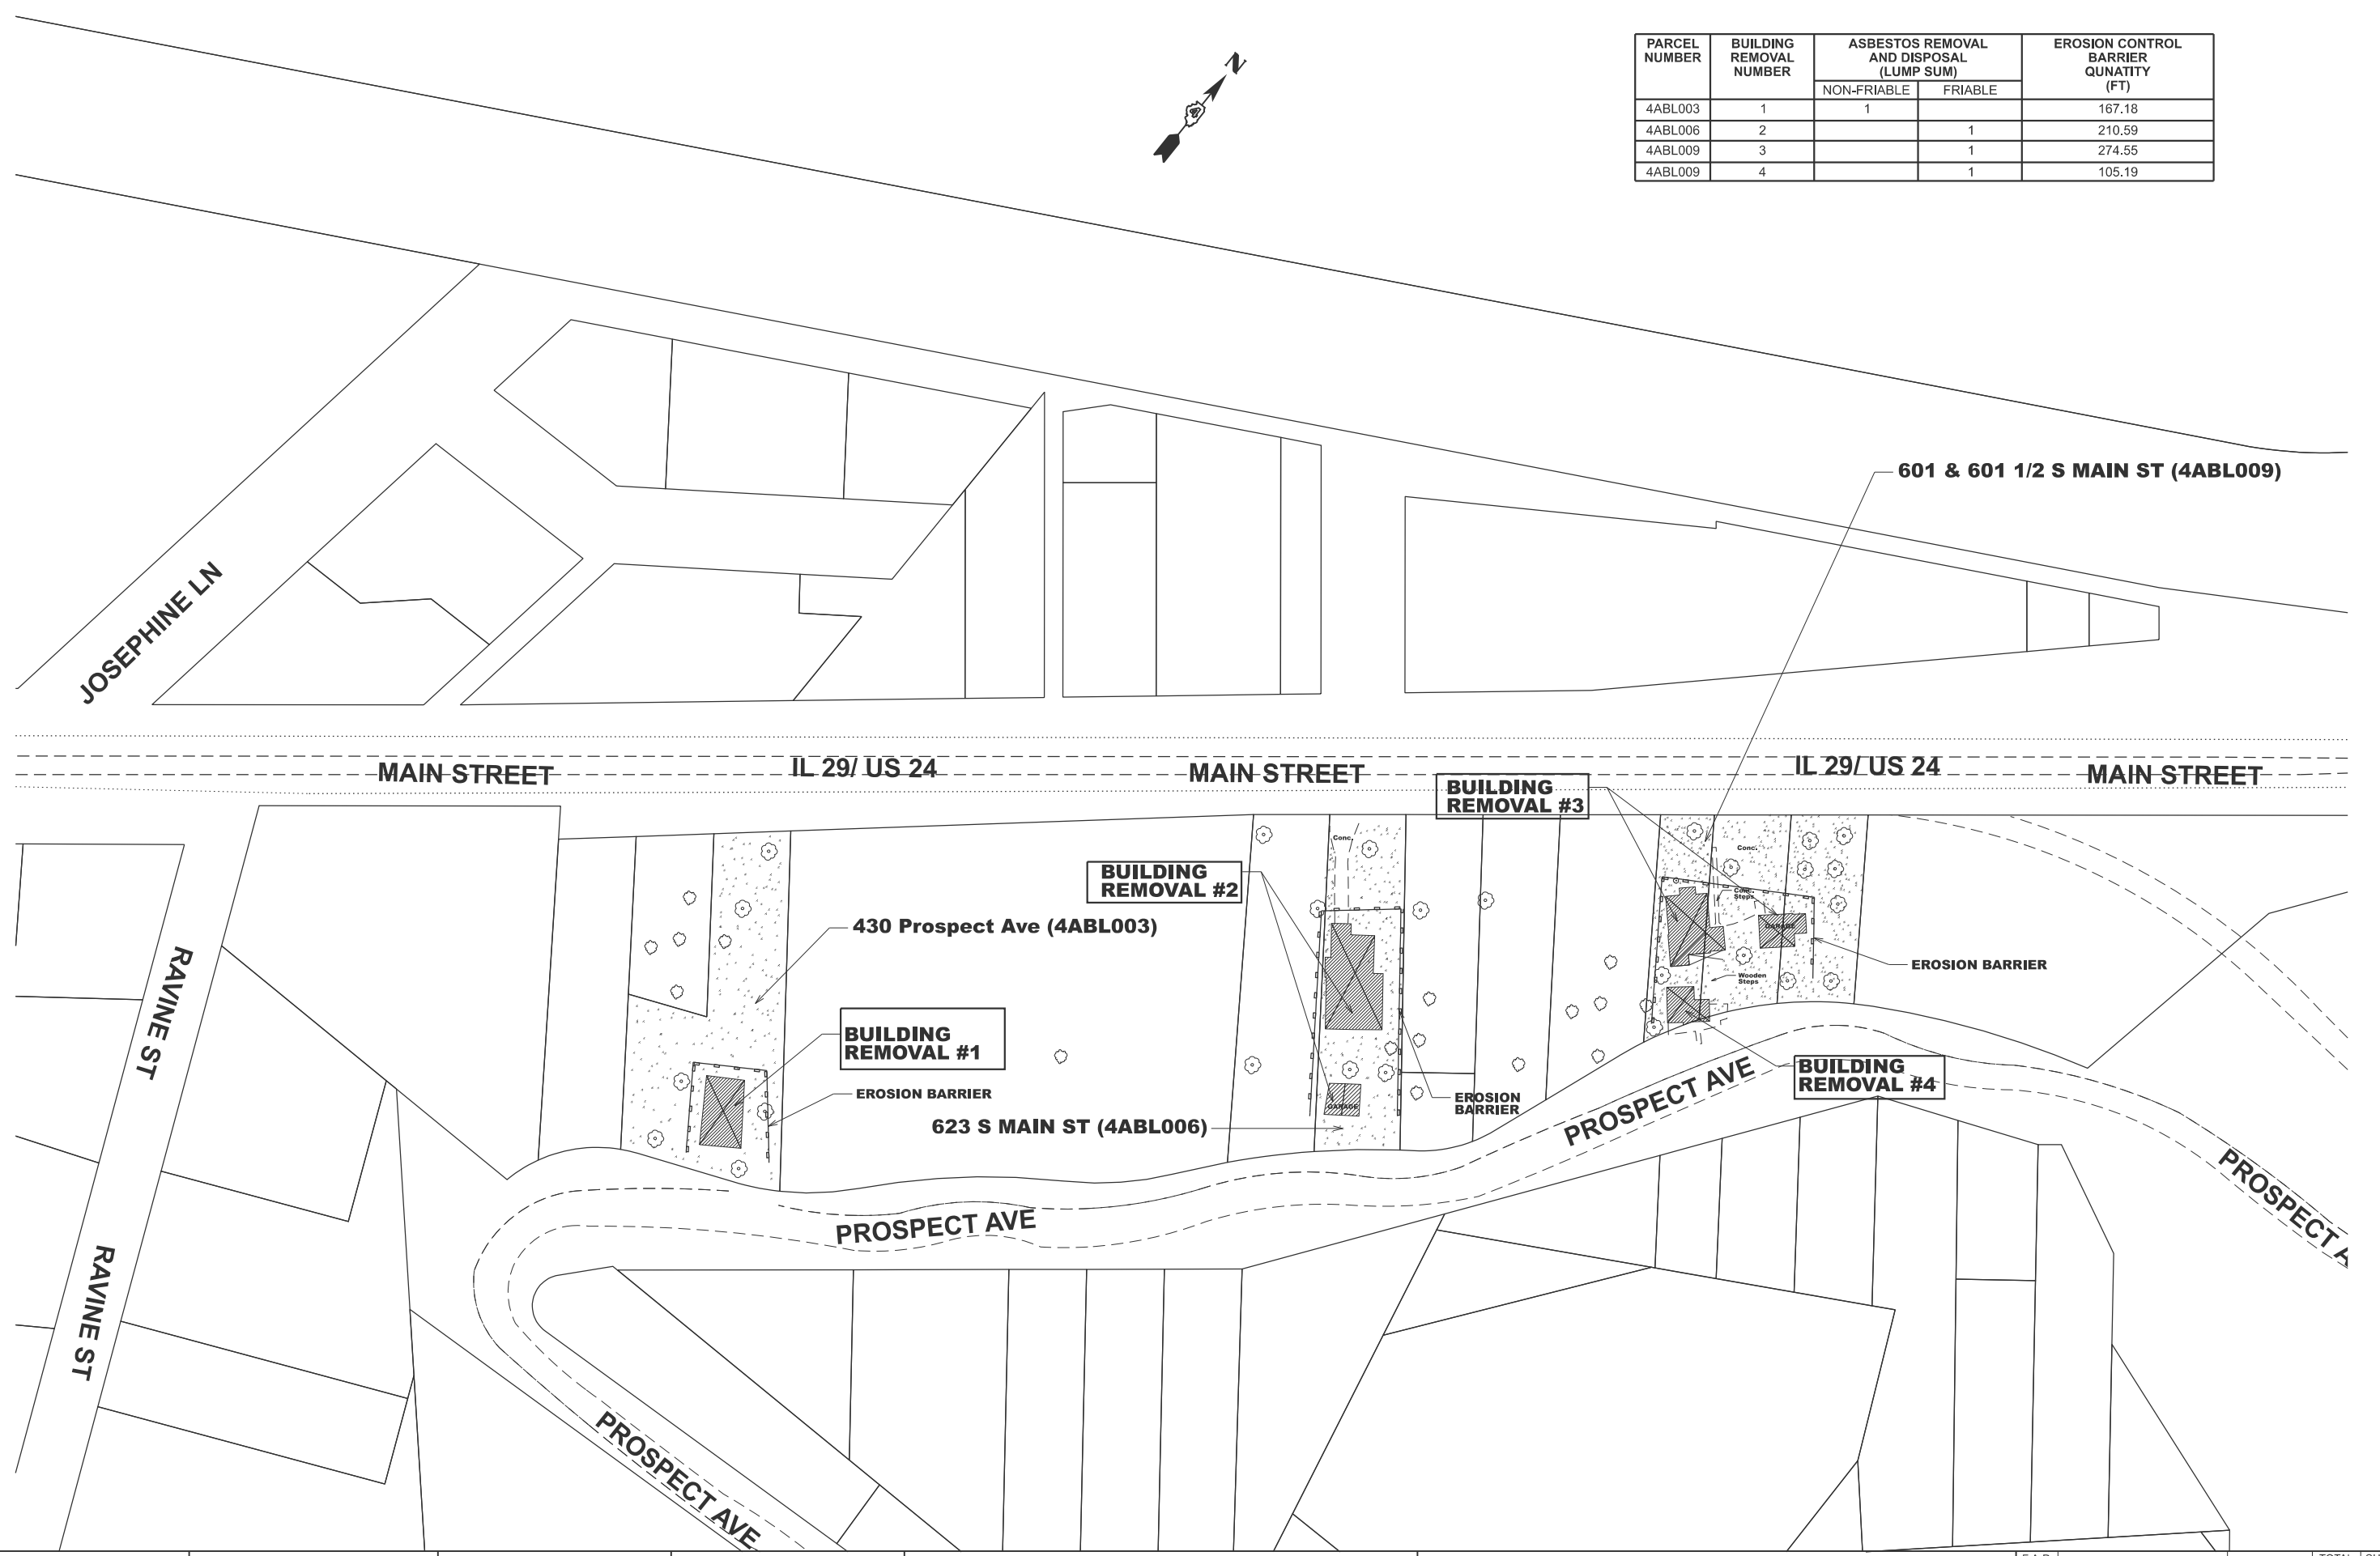 N
PARCEL NUMBER
BUILDING REMOVAL NUMBER
ASBESTOS REMOVAL AND DISPOSAL (LUMP SUM)
EROSION CONTROL BARRIER QUNATITY (FT)
NON-FRIABLE FRIABLE
4ABL003 1 1 167.18
4ABL006 2 1 210.59
4ABL009 3 1 274.55
4ABL009 4 1 105.19
601 & 601 1/2 S MAIN ST (4ABL009)
JOSEPHINE LN
MAIN STREET
IL 29/ US 24
MAIN STREET
IL 29/ US 24
MAIN STREET
BUILDING
REMOVAL #3
Conc.
Conc.
BUILDING
REMOVAL #2
Conc.
Steps
430 Prospect Ave (4ABL003)
GARAGE
EROSION BARRIER
Wooden
Steps
RAVINE ST
BUILDING
REMOVAL #1
BUILDING
REMOVAL #4
EROSION BARRIER
EROSION
BARRIER
GARAGE
623 S MAIN ST (4ABL006)
PROSPECT AVE
PROSPECT A
PROSPECT AVE
RAVINE ST
PROSPECT AVE